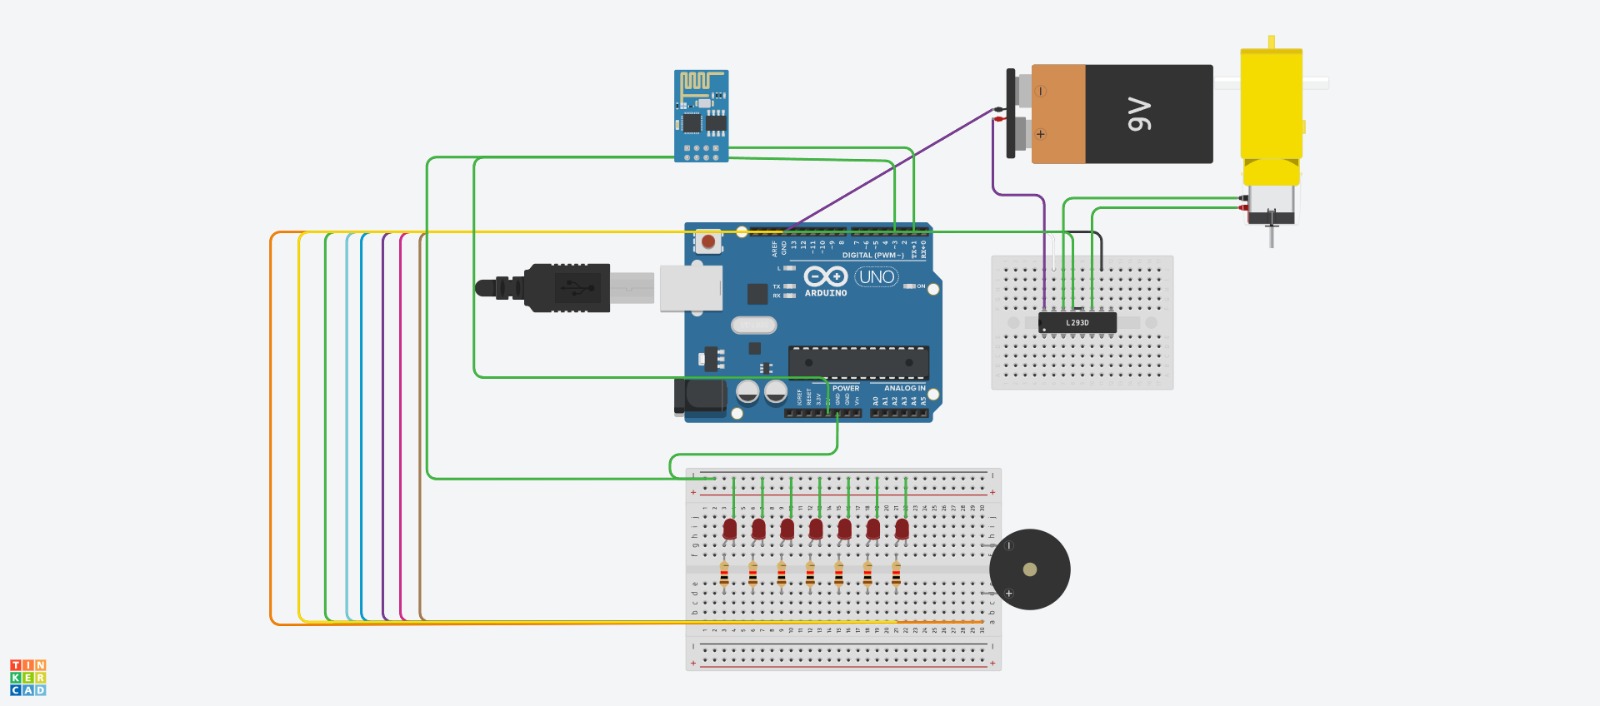 9V
AREF
GND
13
12
~11
~10
~9
8
7
~6
~5
4
~3
2
TX→1
RX←0
DIGITAL (PWM~)
L
TX
RX
ARDUINO
UNO
ON
L293D
POWER
ANALOG IN
IOREF
RESET
3.3V
GND
GND
Vin
A0
A1
A2
A3
A4
A5
TIN
KER
CAD